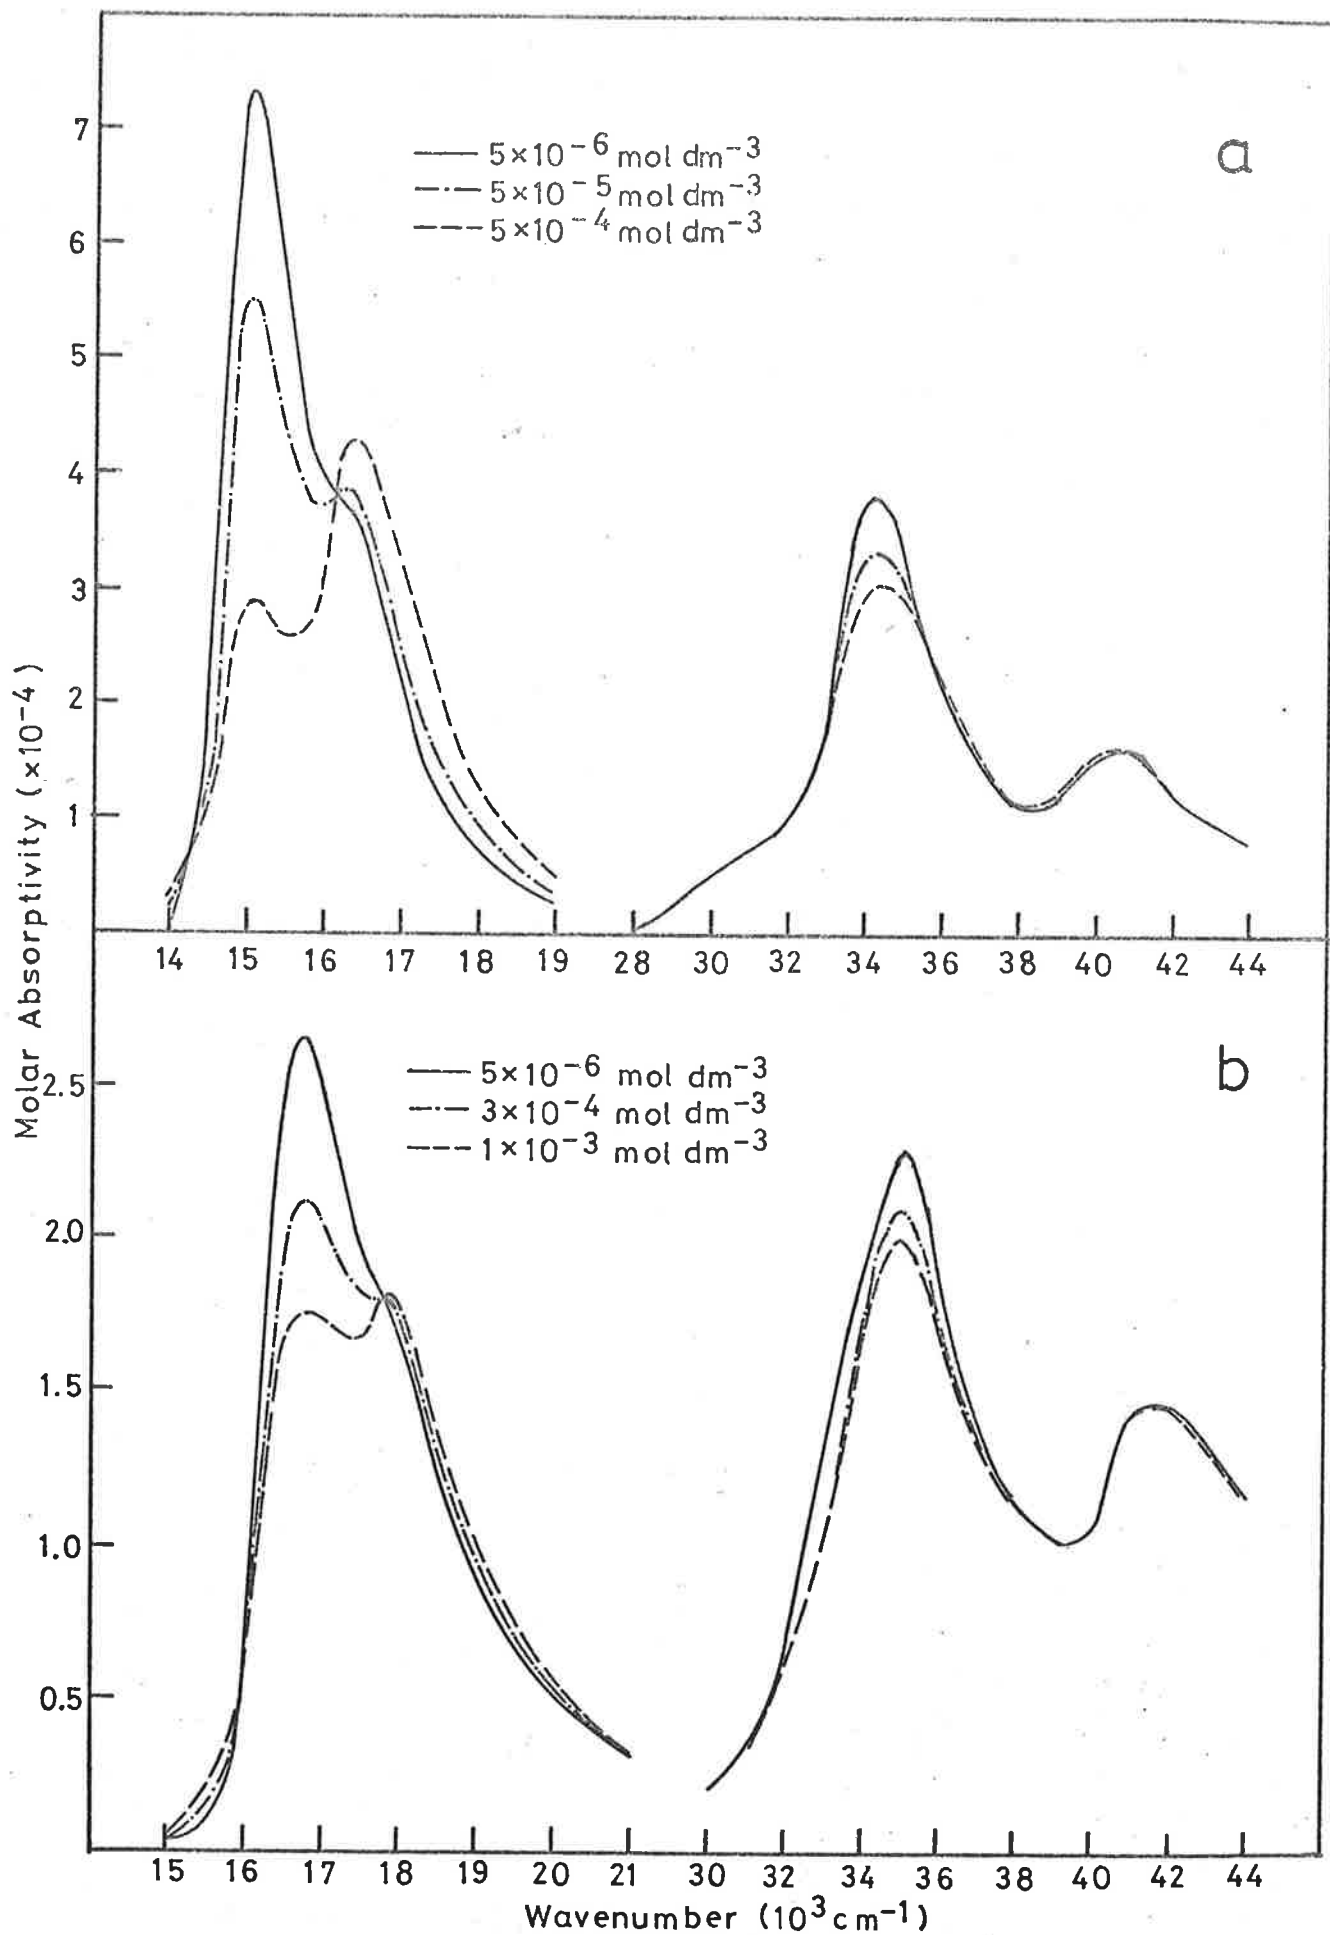 a
5×10⁻⁶ mol dm⁻³
5×10⁻⁵ mol dm⁻³
5×10⁻⁴ mol dm⁻³
7
6
5
4
3
2
1
14 15 16 17 18 19 28 30 32 34 36 38 40 42 44
Molar Absorptivity (×10⁻⁴)
b
5×10⁻⁶ mol dm⁻³
3×10⁻⁴ mol dm⁻³
1×10⁻³ mol dm⁻³
2.5
2.0
1.5
1.0
0.5
15 16 17 18 19 20 21 30 32 34 36 38 40 42 44
Wavenumber (10³cm⁻¹)